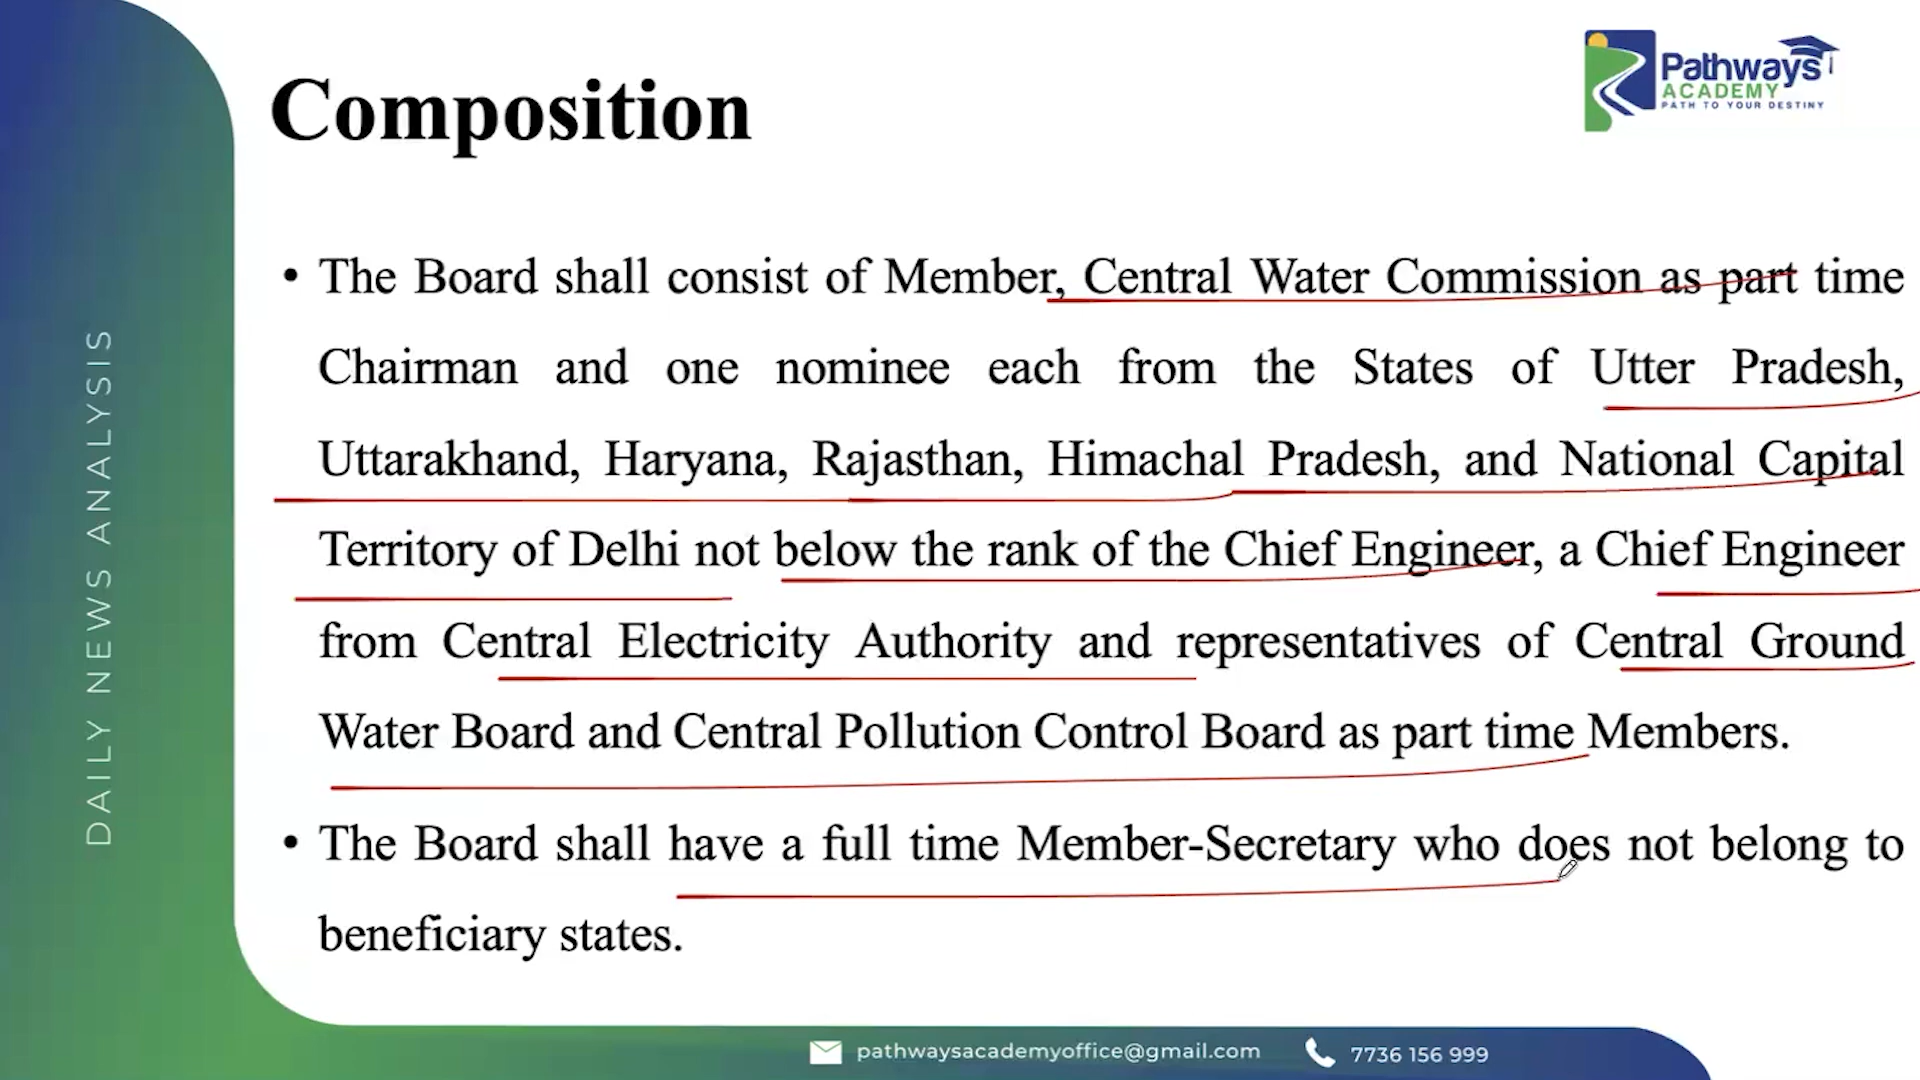 Composition
Pathways
ACADEMY
PATH TO YOUR DESTINY
• The Board shall consist of Member, Central Water Commission as part time
Chairman and one nominee each from the States of Utter Pradesh,
Uttarakhand, Haryana, Rajasthan, Himachal Pradesh, and National Capital
Territory of Delhi not below the rank of the Chief Engineer, a Chief Engineer
from Central Electricity Authority and representatives of Central Ground
Water Board and Central Pollution Control Board as part time Members.
• The Board shall have a full time Member-Secretary who does not belong to
beneficiary states.
DAILY NEWS ANALYSIS
pathwaysacademyoffice@gmail.com
7736 156 999